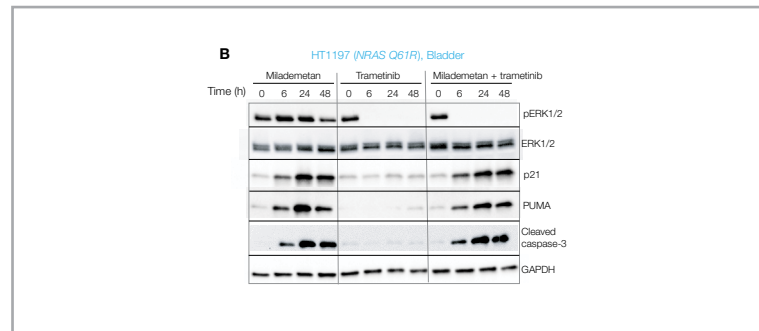 B
HT1197 (NRAS Q61R), Bladder
Milademetan Trametinib Milademetan + trametinib
Time (h) 0 6 24 48 0 6 24 48 0 6 24 48
pERK1/2
ERK1/2
p21
PUMA
Cleaved
caspase-3
GAPDH